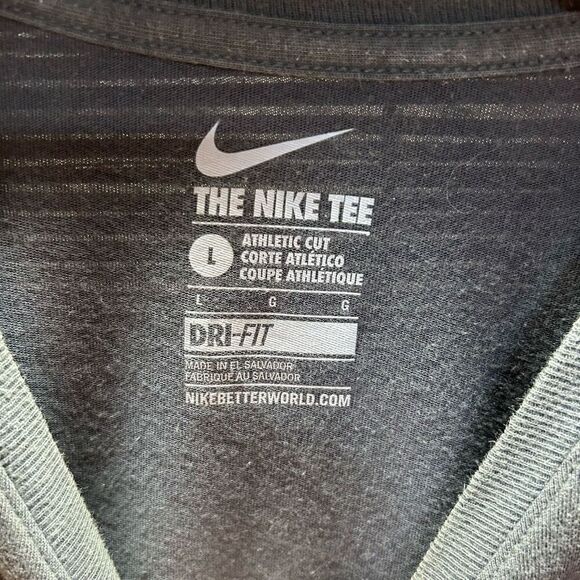 THE NIKE TEE
L
ATHLETIC CUT
CORTE ATLÉTICO
COUPE ATHLÉTIQUE
L G G
DRI-FIT
MADE IN EL SALVADOR
FABRIQUE AU SALVADOR
NIKEBETTERWORLD.COM